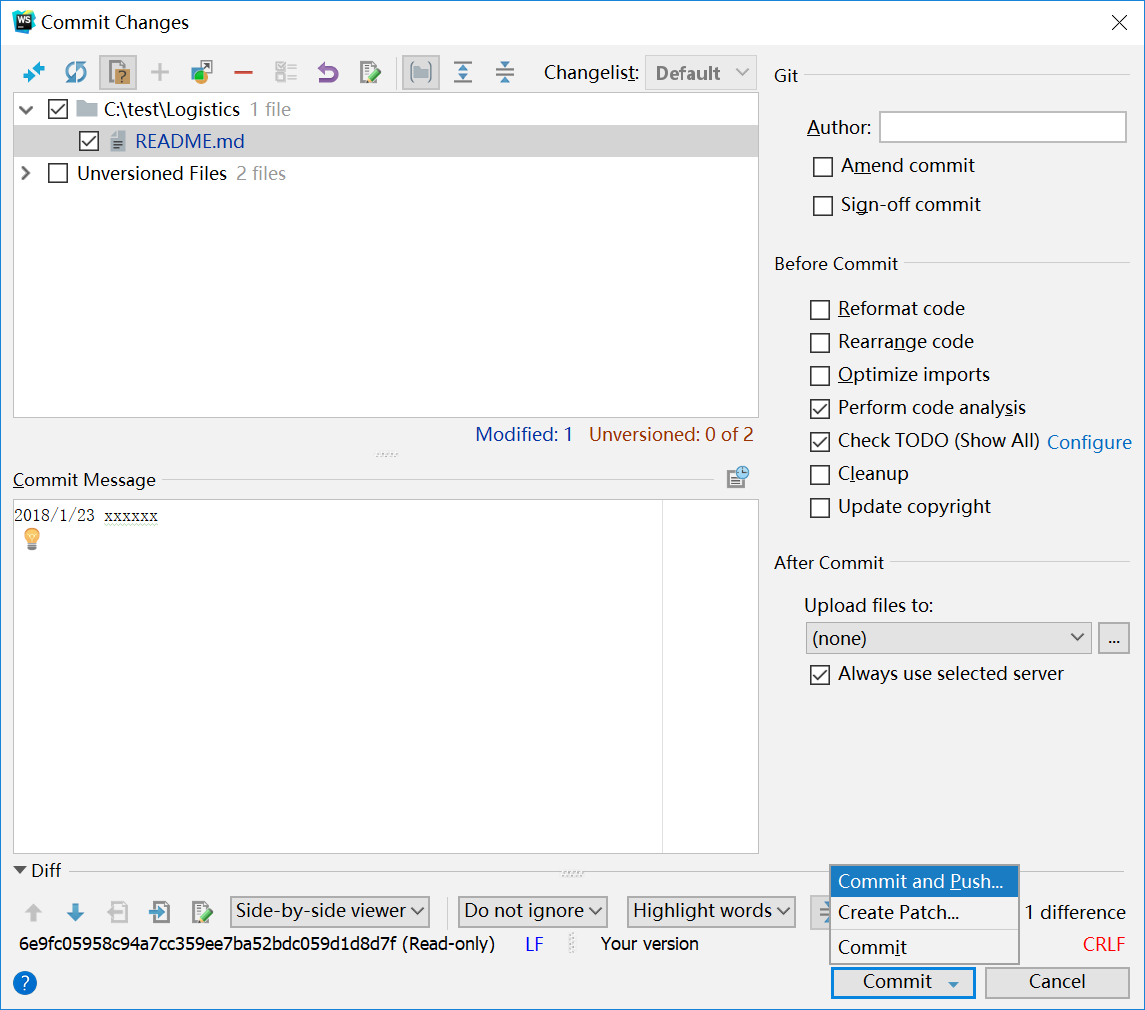 WS Commit Changes
Changelist: Default
C:\test\Logistics 1 file
README.md
Unversioned Files 2 files
Modified: 1 Unversioned: 0 of 2
Commit Message
2018/1/23 xxxxxx
Git
Author:
Amend commit
Sign-off commit
Before Commit
Reformat code
Rearrange code
Optimize imports
Perform code analysis
Check TODO (Show All) Configure
Cleanup
Update copyright
After Commit
Upload files to:
(none) ...
Always use selected server
Diff
Side-by-side viewer Do not ignore Highlight words 1 difference
6e9fc05958c94a7cc359ee7ba52bdc059d1d8d7f (Read-only) LF Your version CRLF
Commit and Push...
Create Patch...
Commit
? Commit Cancel